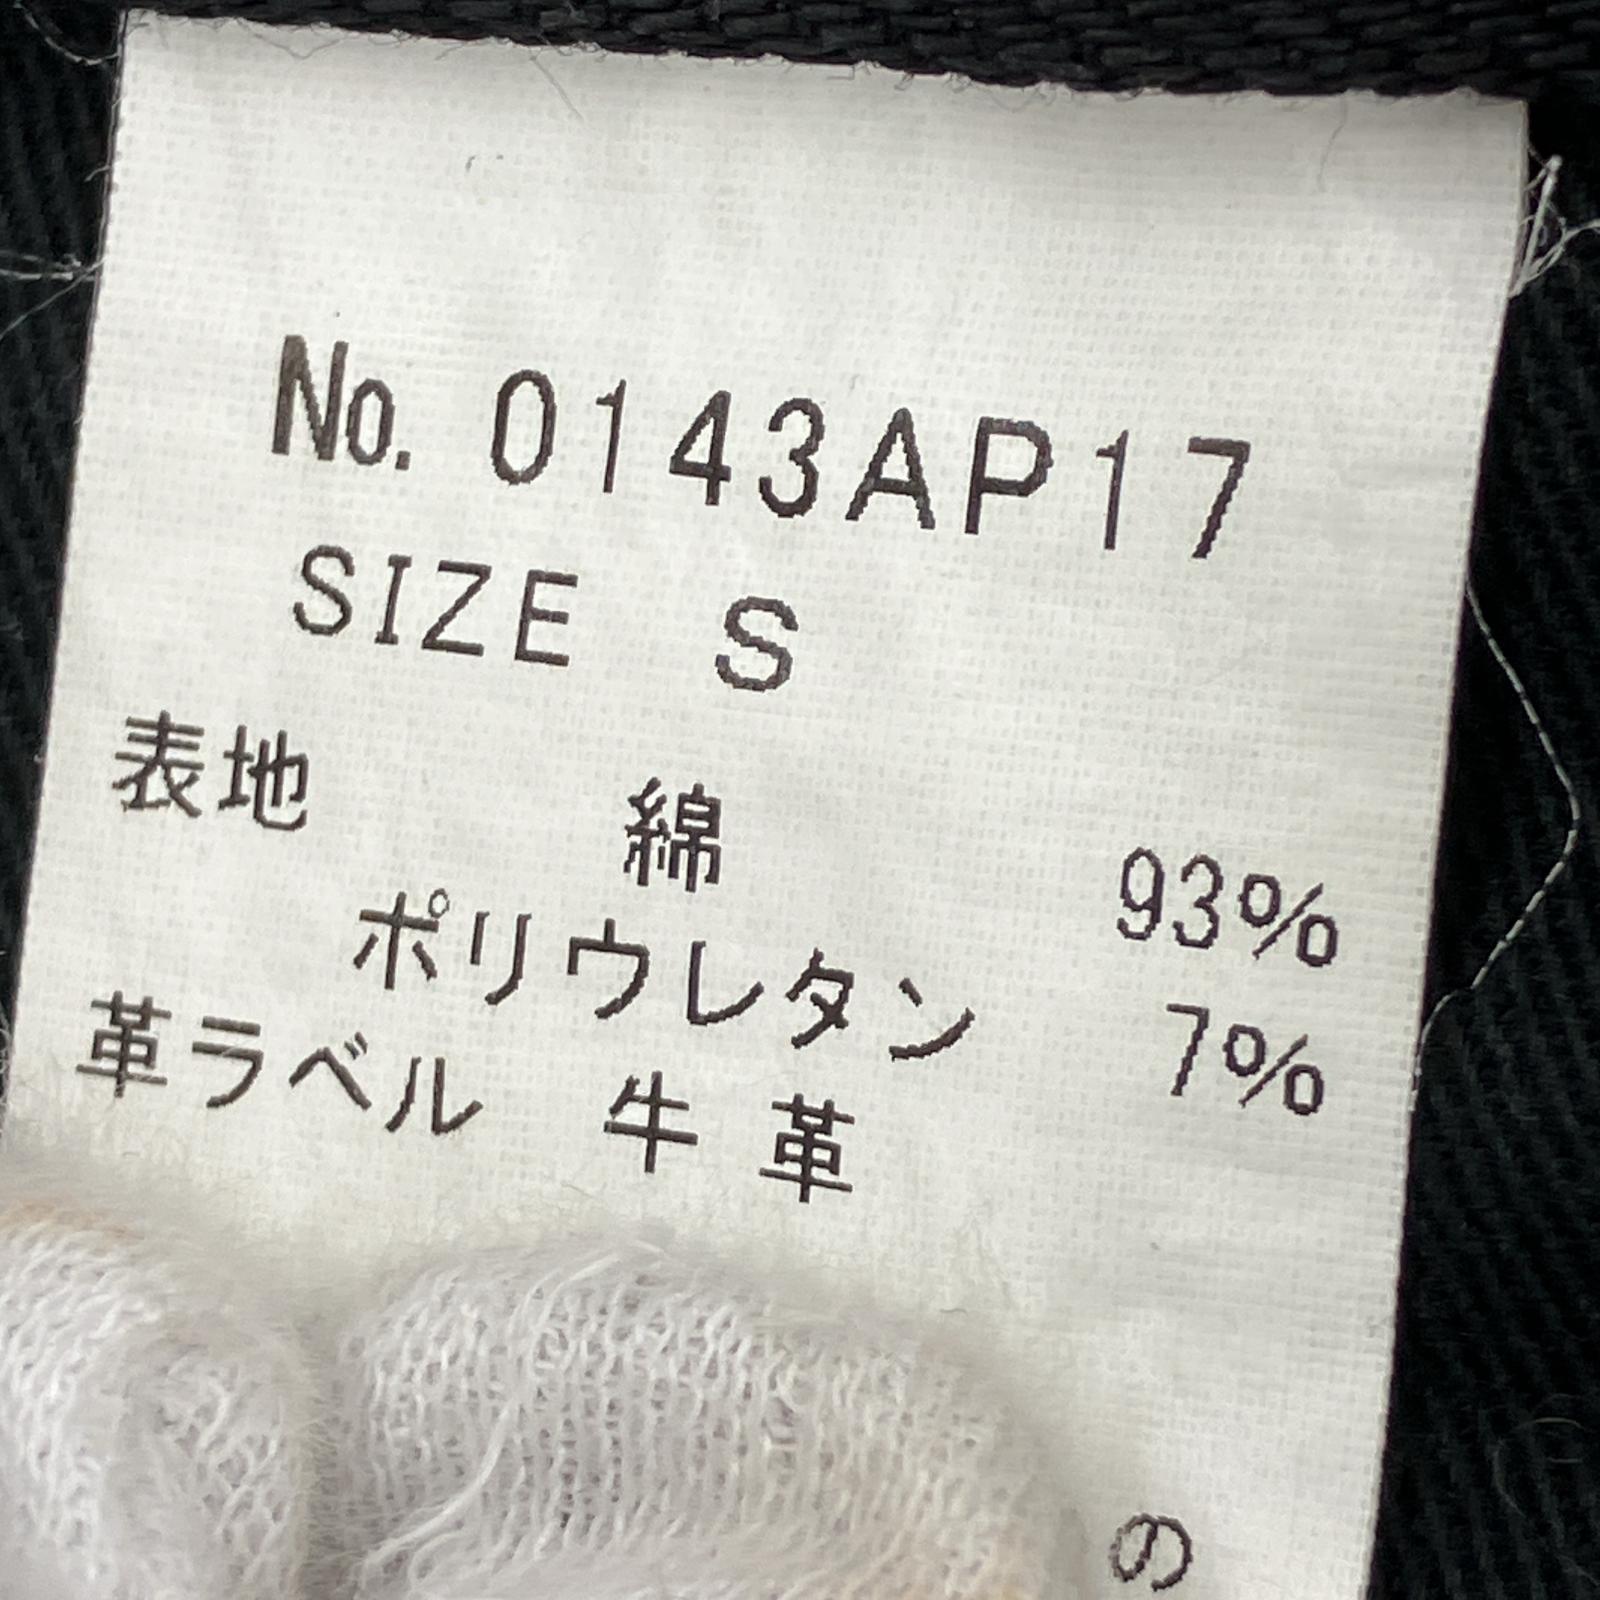 No. 0143AP17
SIZE S
表地 綿 93%
ポリウレタン 7%
革ラベル 牛 革
の